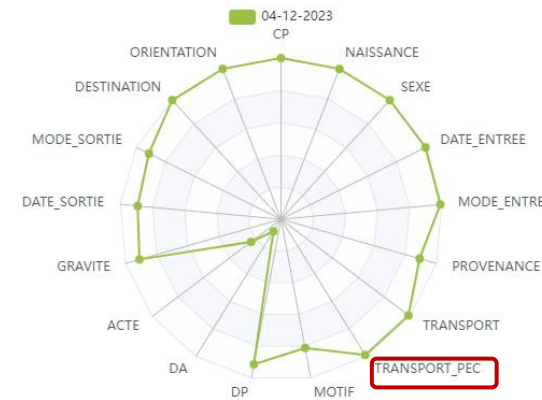 04-12-2023
CP
NAISSANCE
SEXE
DATE_ENTREE
MODE_ENTRE
PROVENANCE
TRANSPORT
TRANSPORT_PEC
MOTIF
DP
DA
ACTE
GRAVITE
DATE_SORTIE
MODE_SORTIE
DESTINATION
ORIENTATION